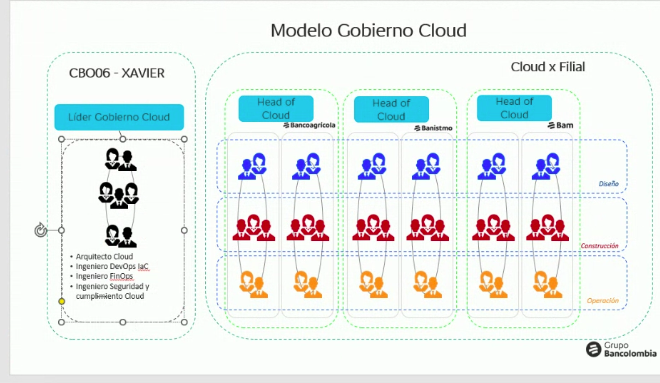 Modelo Gobierno Cloud
CBO06 - XAVIER
Líder Gobierno Cloud
• Arquitecto Cloud
• Ingeniero DevOps IaC
• Ingeniero FinOps
• Ingeniero Seguridad y
cumplimiento Cloud
Cloud x Filial
Head of
Cloud
Bancoagrícola
Head of
Cloud
Banistmo
Head of
Cloud
Bam
Diseño
Construcción
Operación
Grupo
Bancolombia